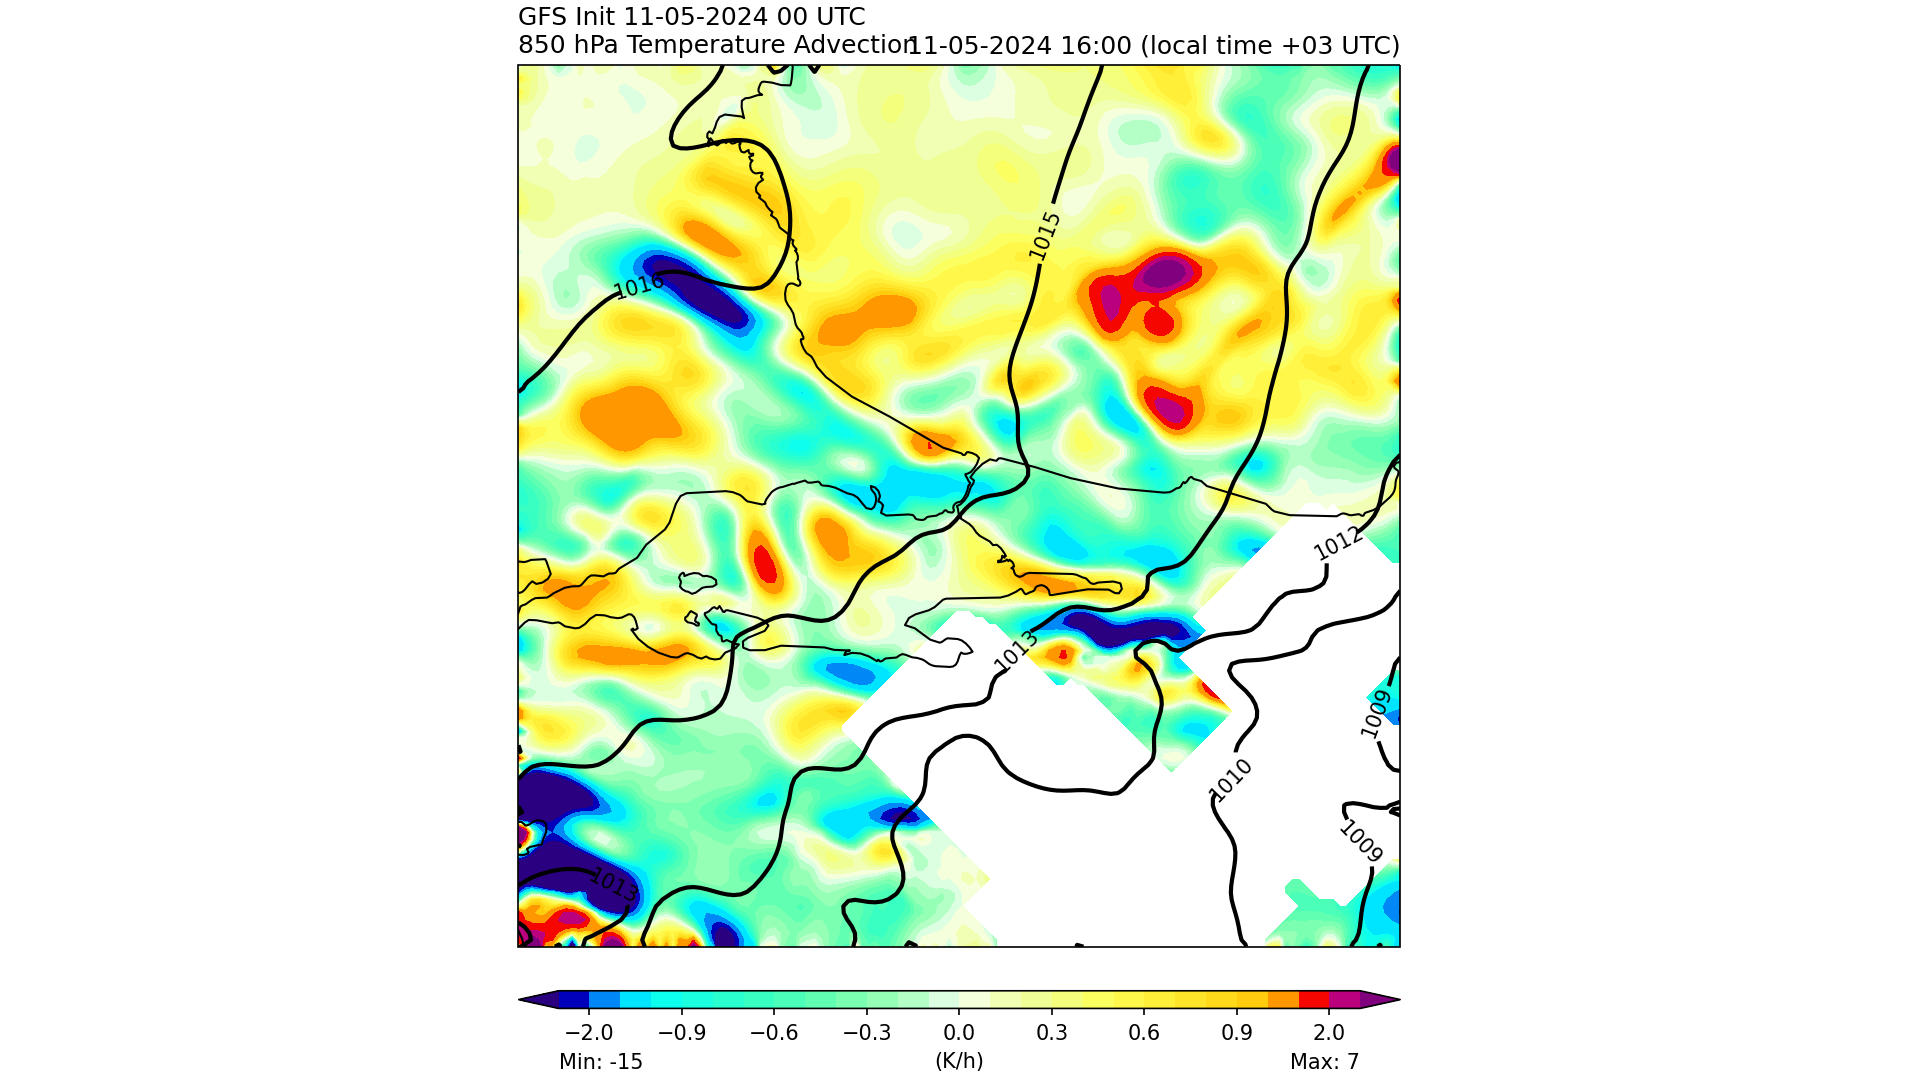 GFS Init 11-05-2024 00 UTC
850 hPa Temperature Advection
11-05-2024 16:00 (local time +03 UTC)
1015
1016
1012
1013
1009
1010
1009
1013
−2.0 −0.9 −0.6 −0.3 0.0 0.3 0.6 0.9 2.0
Min: -15 (K/h) Max: 7